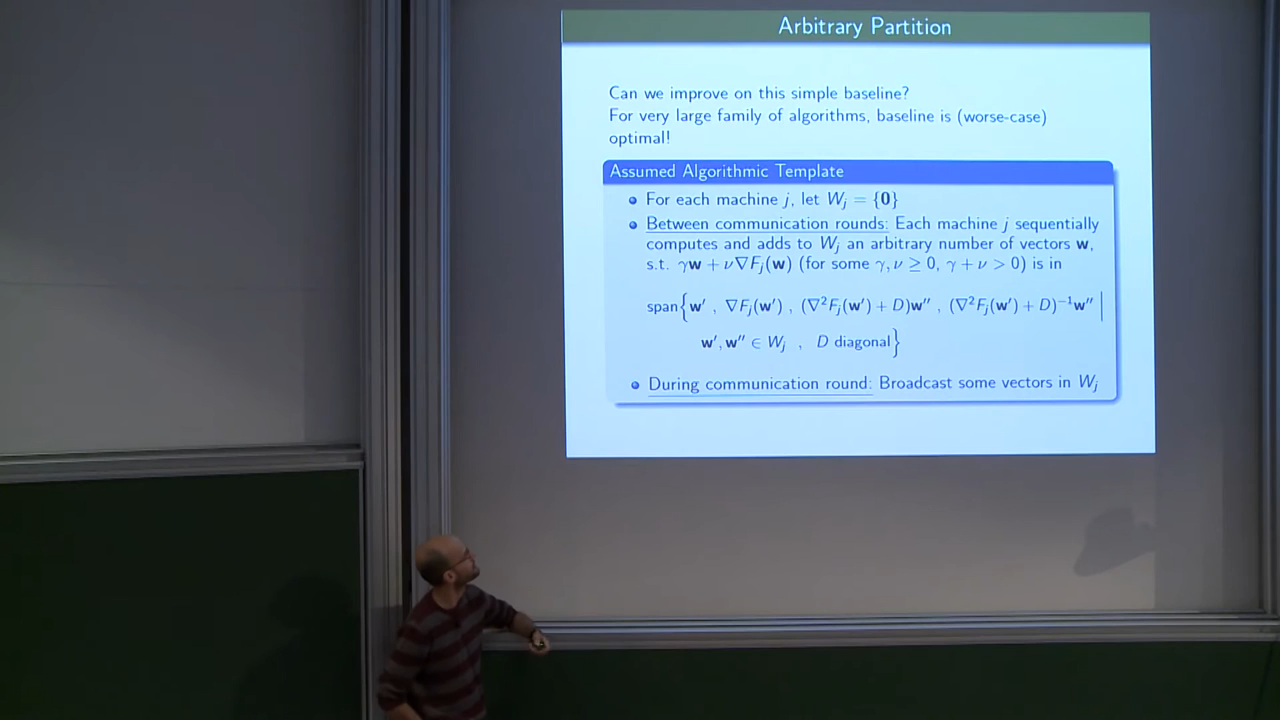 Arbitrary Partition
Can we improve on this simple baseline?
For very large family of algorithms, baseline is (worse-case)
optimal!
Assumed Algorithmic Template
For each machine j, let W_j = {0}
Between communication rounds: Each machine j sequentially
computes and adds to W_j an arbitrary number of vectors w,
s.t. γw + ν∇F_j(w) (for some γ, ν ≥ 0, γ + ν > 0) is in
span{w′ , ∇F_j(w′) , (∇²F_j(w′) + D)w″ , (∇²F_j(w′) + D)⁻¹w″ |
w′, w″ ∈ W_j , D diagonal}
During communication round: Broadcast some vectors in W_j